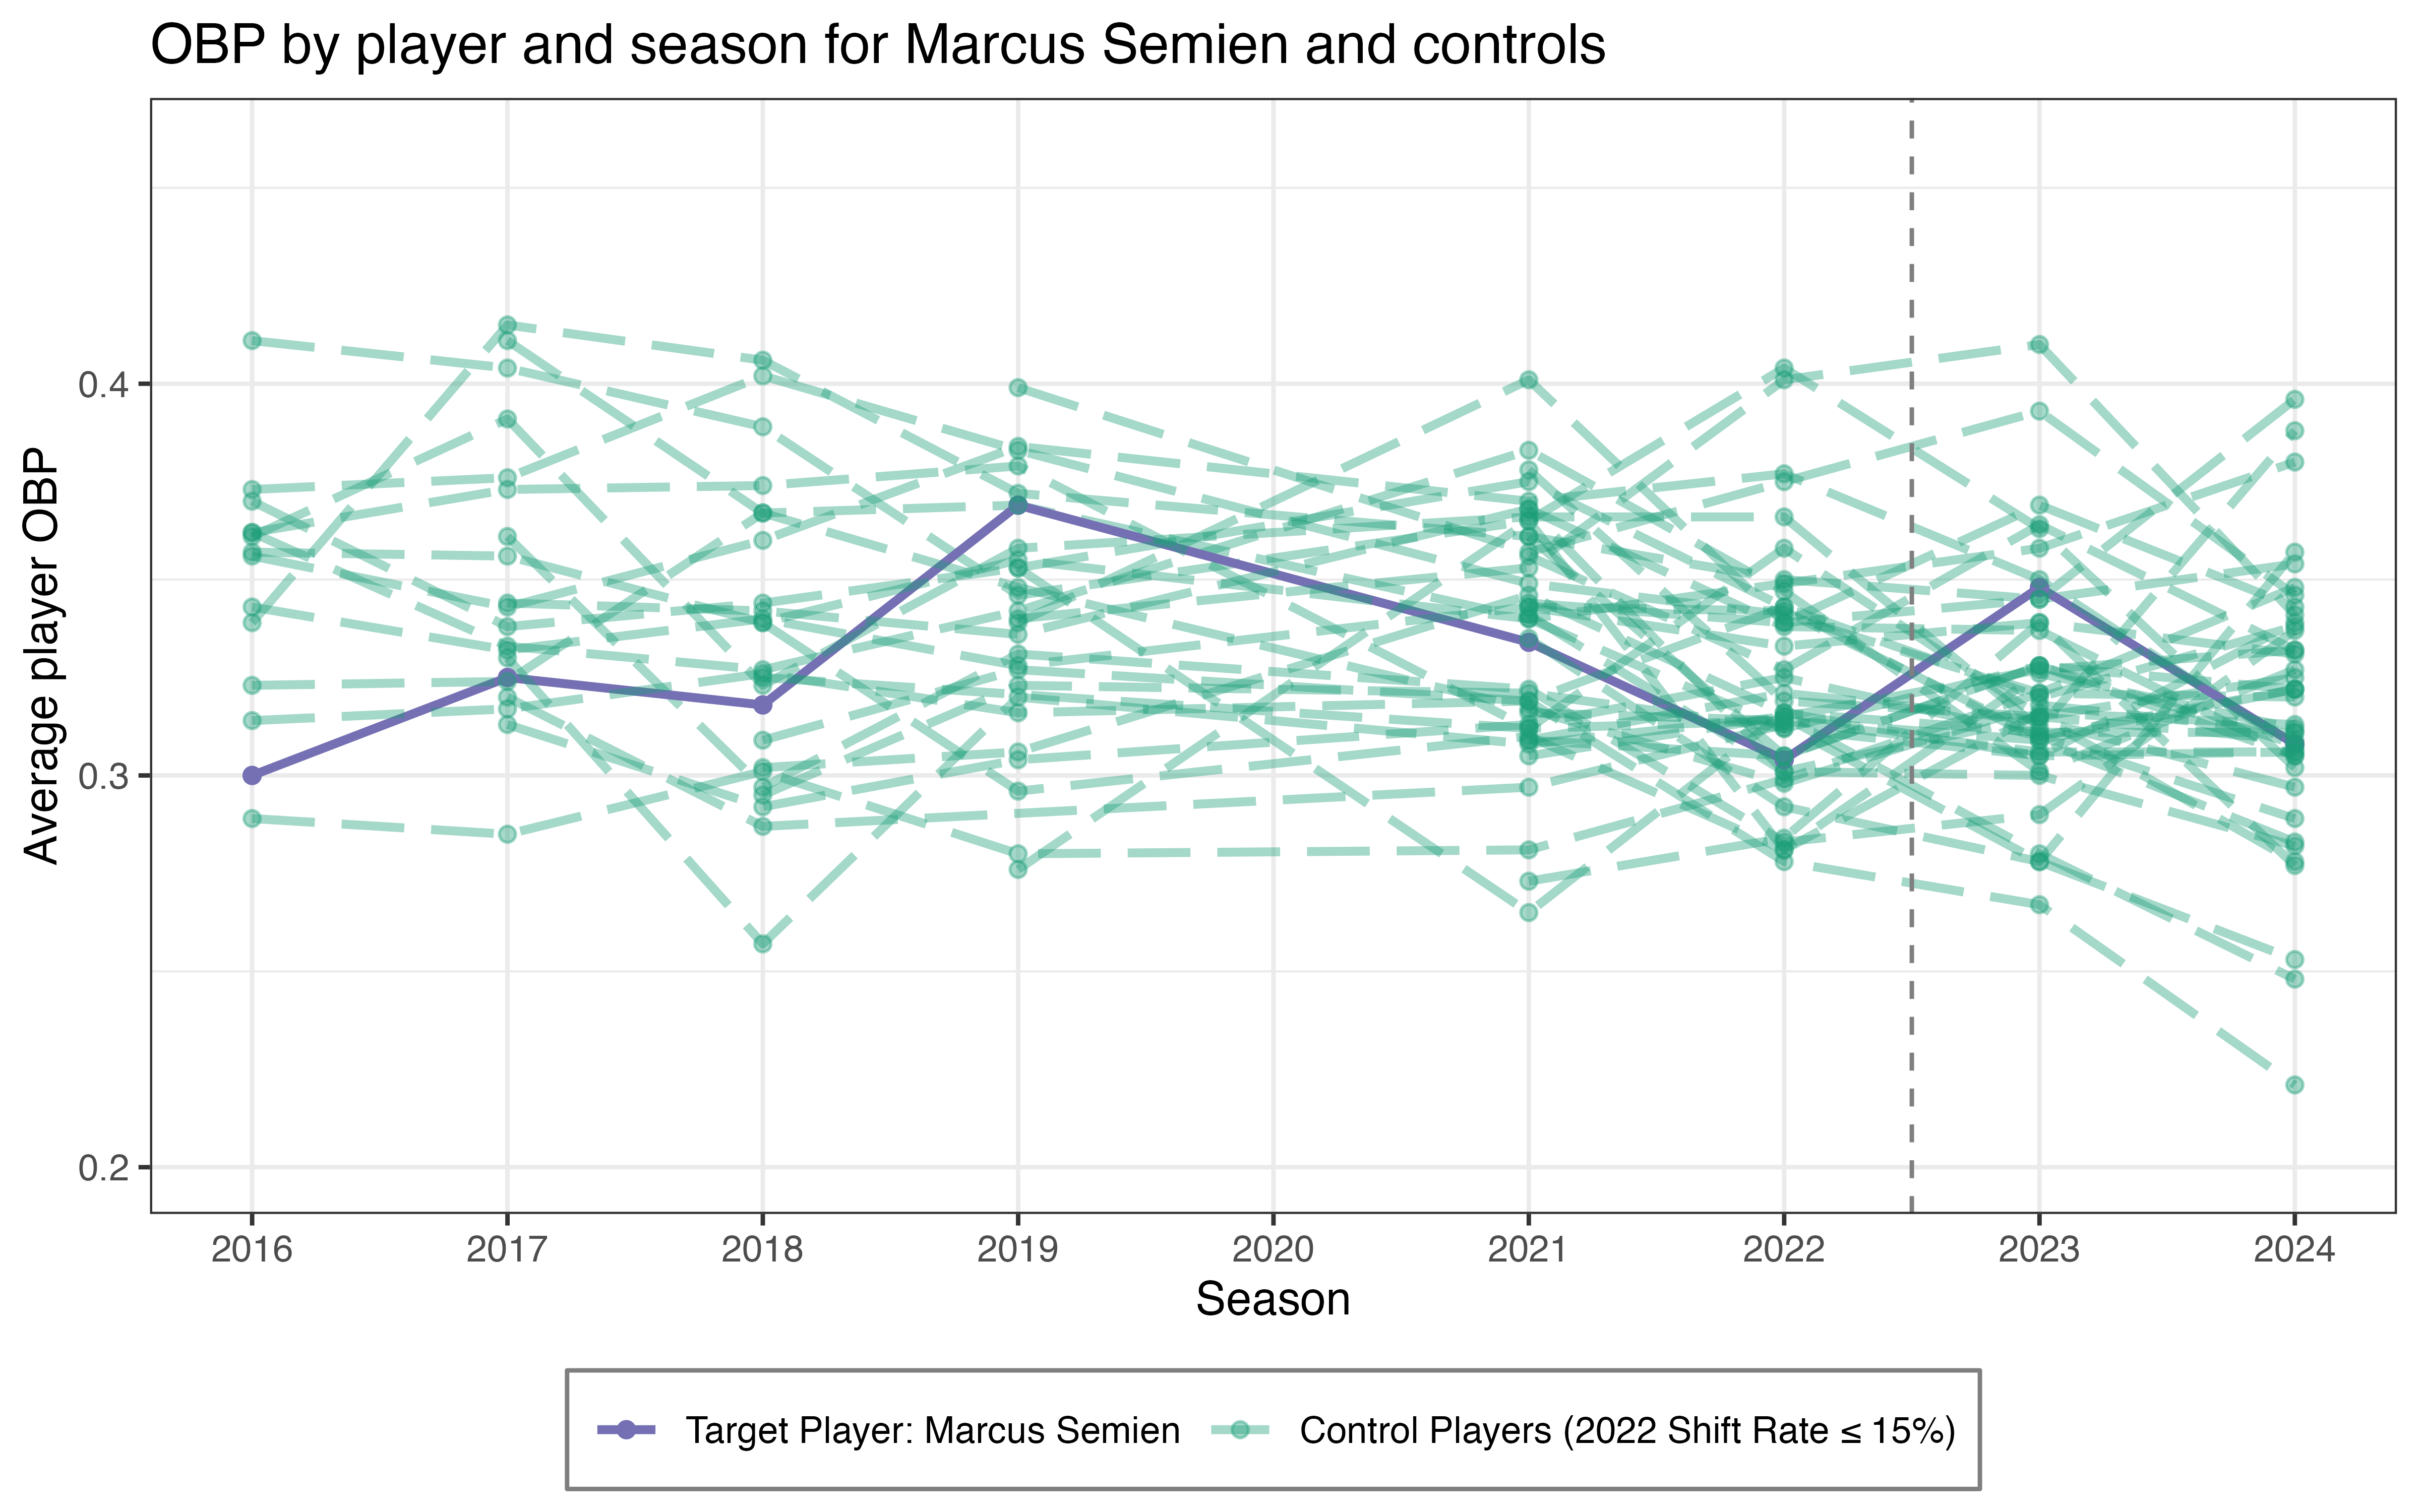 OBP by player and season for Marcus Semien and controls
Average player OBP
0.4
0.3
0.2
2016 2017 2018 2019 2020 2021 2022 2023 2024
Season
Target Player: Marcus Semien Control Players (2022 Shift Rate ≤ 15%)